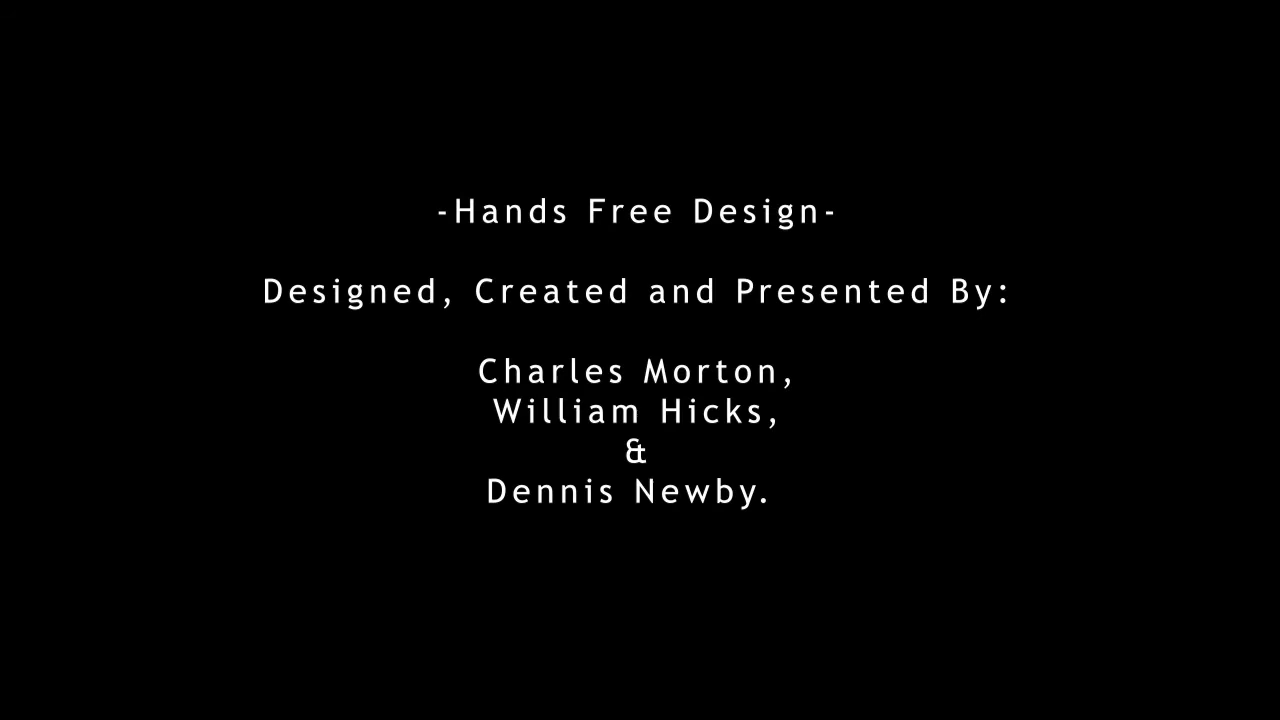 -Hands Free Design-
Designed, Created and Presented By:
Charles Morton,
William Hicks,
&
Dennis Newby.